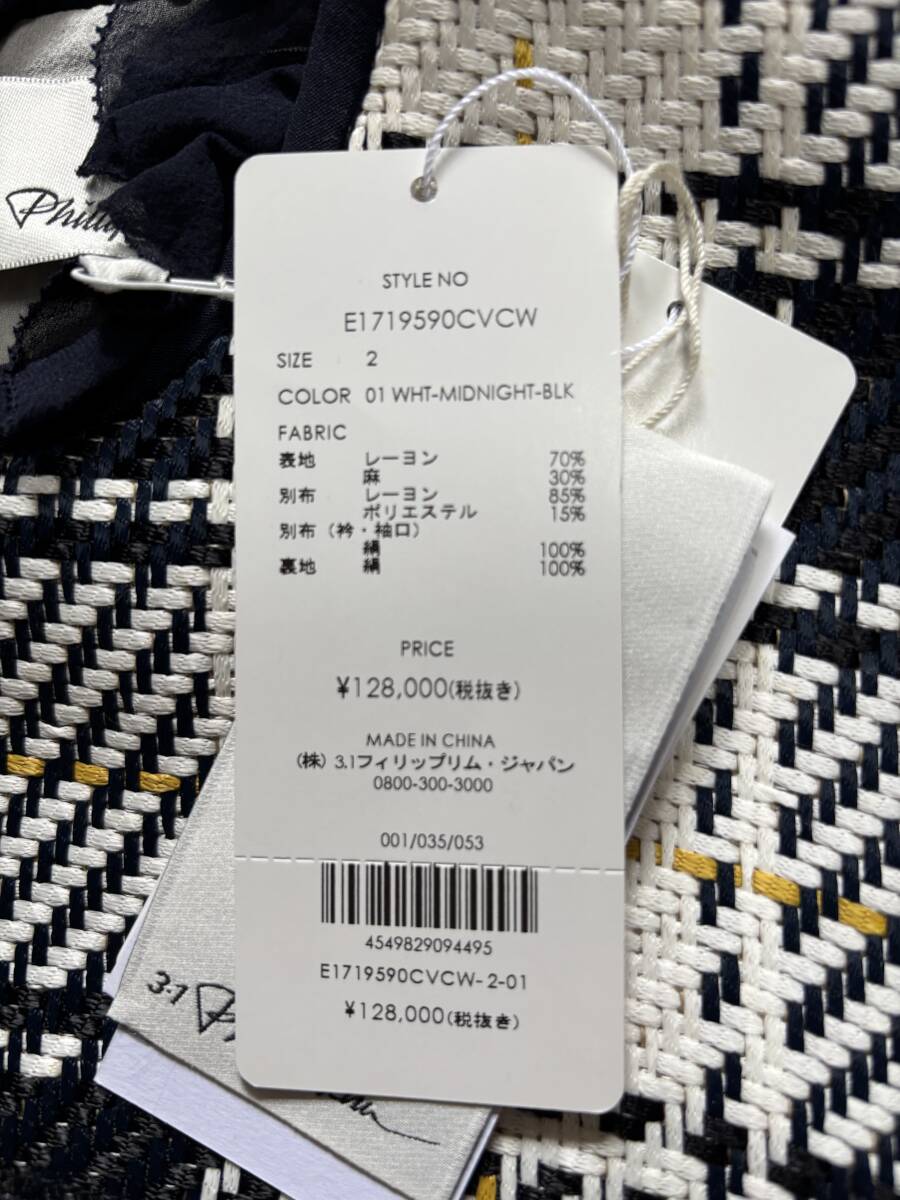 STYLE NO
E1719590CVCW
SIZE 2
COLOR 01 WHT-MIDNIGHT-BLK
FABRIC
表地 レーヨン 70%
麻 30%
別布 レーヨン 85%
ポリエステル 15%
別布（衿・袖口）
絹 100%
裏地 絹 100%
PRICE
¥128,000(税抜き)
MADE IN CHINA
（株）3.1フィリップリム・ジャパン
0800-300-3000
001/035/053
4549829094495
E1719590CVCW-2-01
¥128,000(税抜き)
3.1